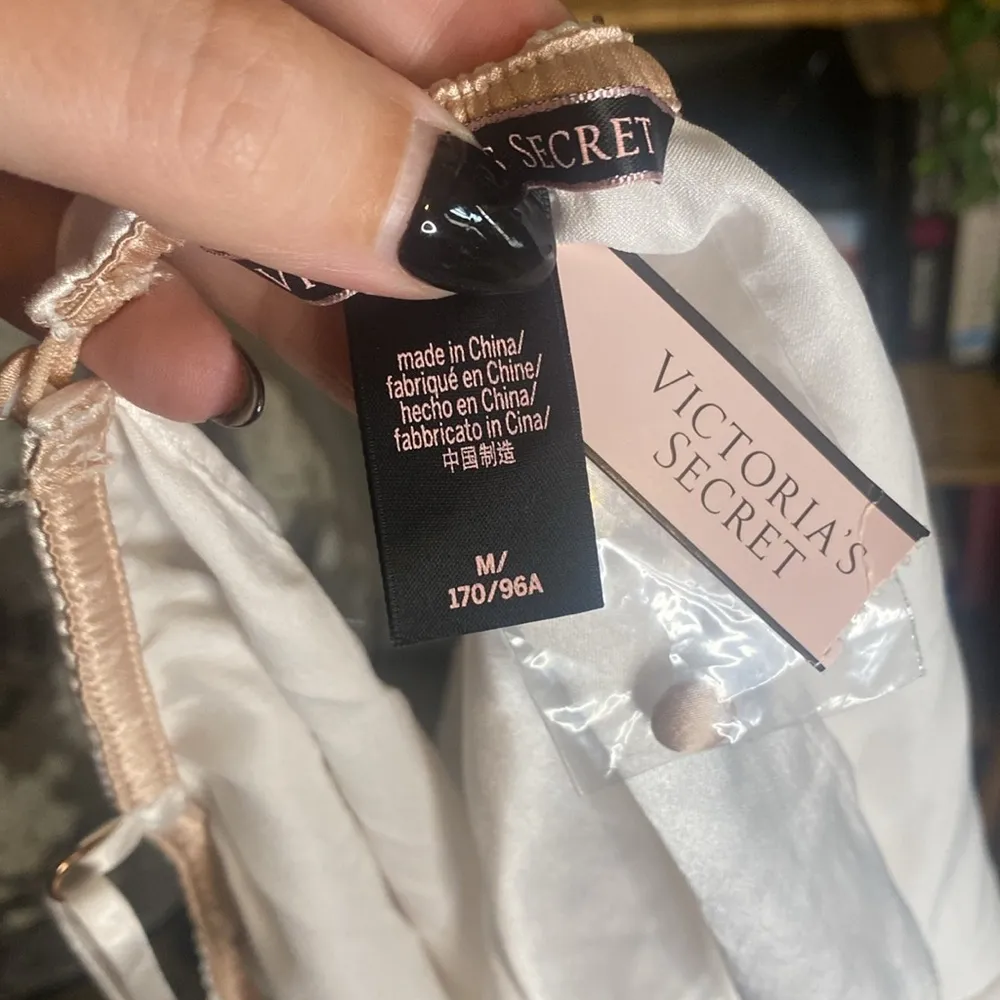 SECRET
made in China/
fabriqué en Chine/
hecho en China/
fabbricato in Cina/
中国制造
M/
170/96A
VICTORIA'S
SECRET